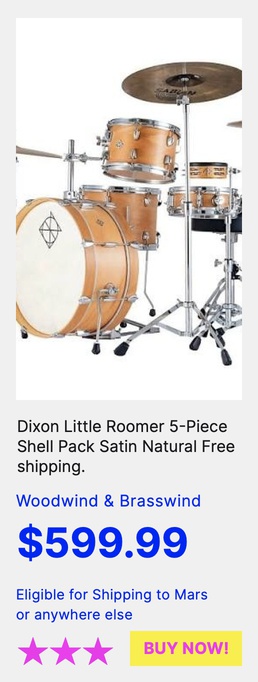 SABIAN
Dixon Little Roomer 5-Piece
Shell Pack Satin Natural Free
shipping.
Woodwind & Brasswind
$599.99
Eligible for Shipping to Mars
or anywhere else
BUY NOW!